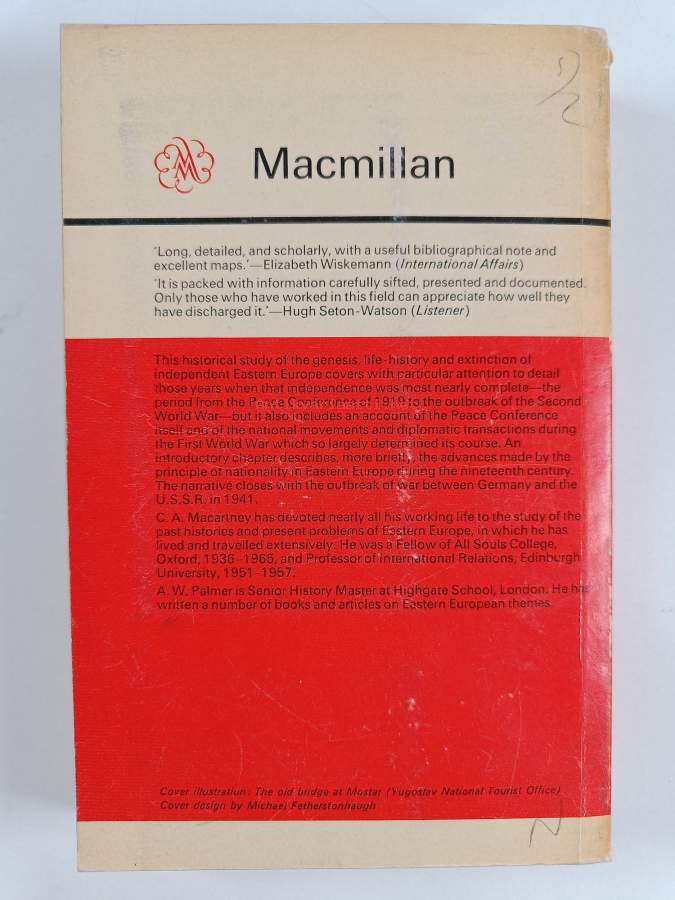 Macmillan
'Long, detailed, and scholarly, with a useful bibliographical note and
excellent maps.'—Elizabeth Wiskemann (International Affairs)
'It is packed with information carefully sifted, presented and documented.
Only those who have worked in this field can appreciate how well they
have discharged it.'—Hugh Seton-Watson (Listener)
This historical study of the genesis, life-history and extinction of
independent Eastern Europe covers with particular attention to detail
those years when that independence was most nearly complete—the
period from the Peace Conference of 1919 to the outbreak of the Second
World War—but it also includes an account of the Peace Conference
itself and of the national movements and diplomatic transactions during
the First World War which so largely determined its course. An
introductory chapter describes, more briefly, the advances made by the
principle of nationality in Eastern Europe during the nineteenth century.
The narrative closes with the outbreak of war between Germany and the
U.S.S.R. in 1941.
C. A. Macartney has devoted nearly all his working life to the study of the
past histories and present problems of Eastern Europe, in which he has
lived and travelled extensively. He was a Fellow of All Souls College,
Oxford, 1936–1965, and Professor of International Relations, Edinburgh
University, 1951–1957.
A. W. Palmer is Senior History Master at Highgate School, London. He has
written a number of books and articles on Eastern European themes.
Cover illustration: The old bridge at Mostar (Yugoslav National Tourist Office)
Cover design by Michael Fetherstonhaugh
N